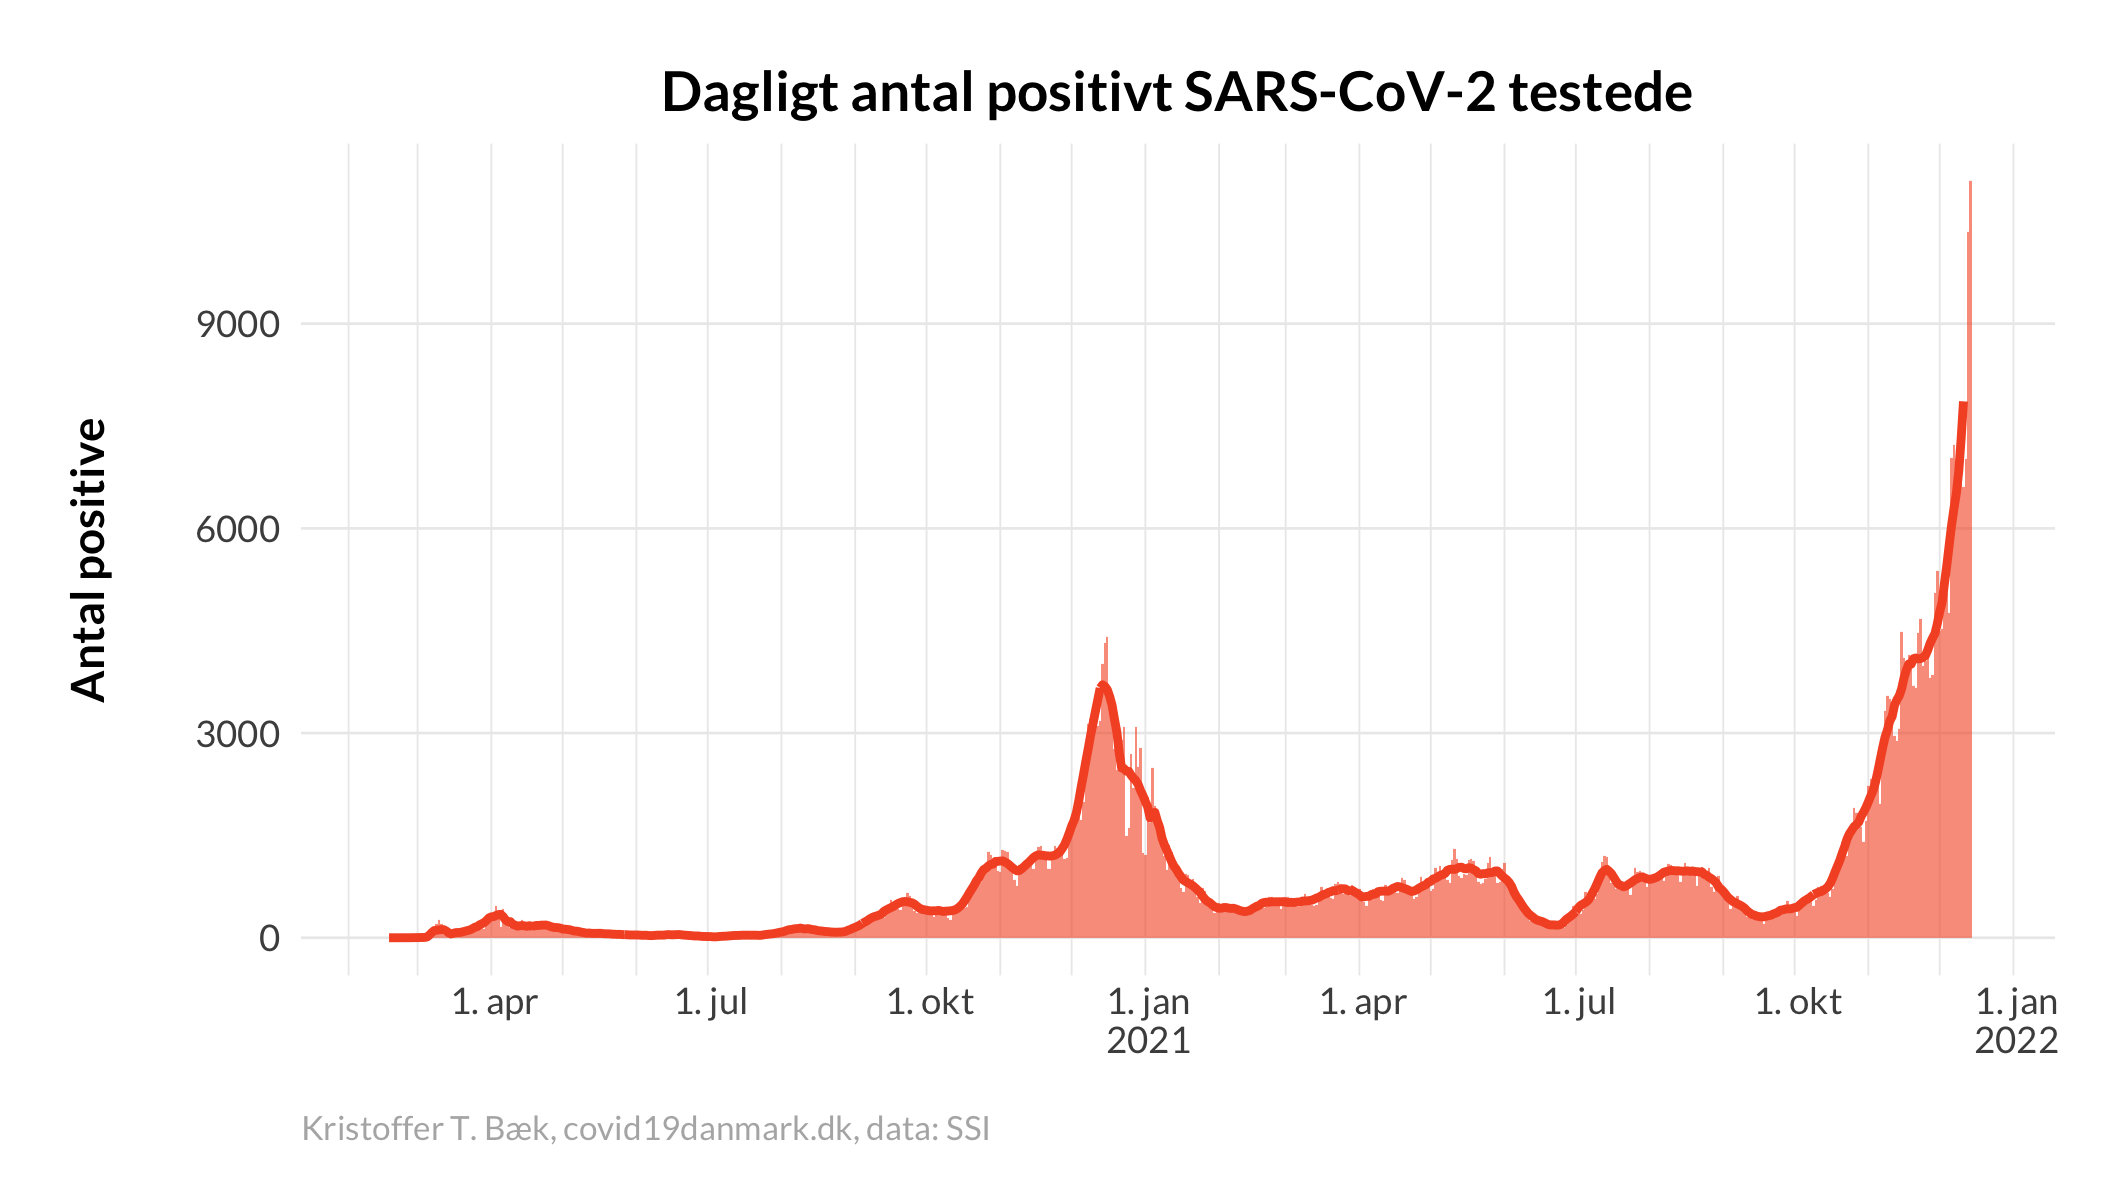 Dagligt antal positivt SARS-CoV-2 testede
Antal positive
9000
6000
3000
0
1. apr
1. jul
1. okt
1. jan
2021
1. apr
1. jul
1. okt
1. jan
2022
Kristoffer T. Bæk, covid19danmark.dk, data: SSI